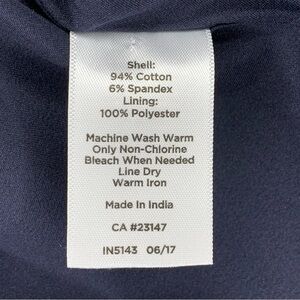 Shell:
94% Cotton
6% Spandex
Lining:
100% Polyester
Machine Wash Warm
Only Non-Chlorine
Bleach When Needed
Line Dry
Warm Iron
Made In India
CA #23147
IN5143 06/17